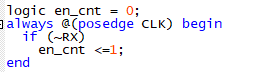 logic en_cnt = 0;
always @(posedge CLK) begin
if (~RX)
en_cnt <=1;
end